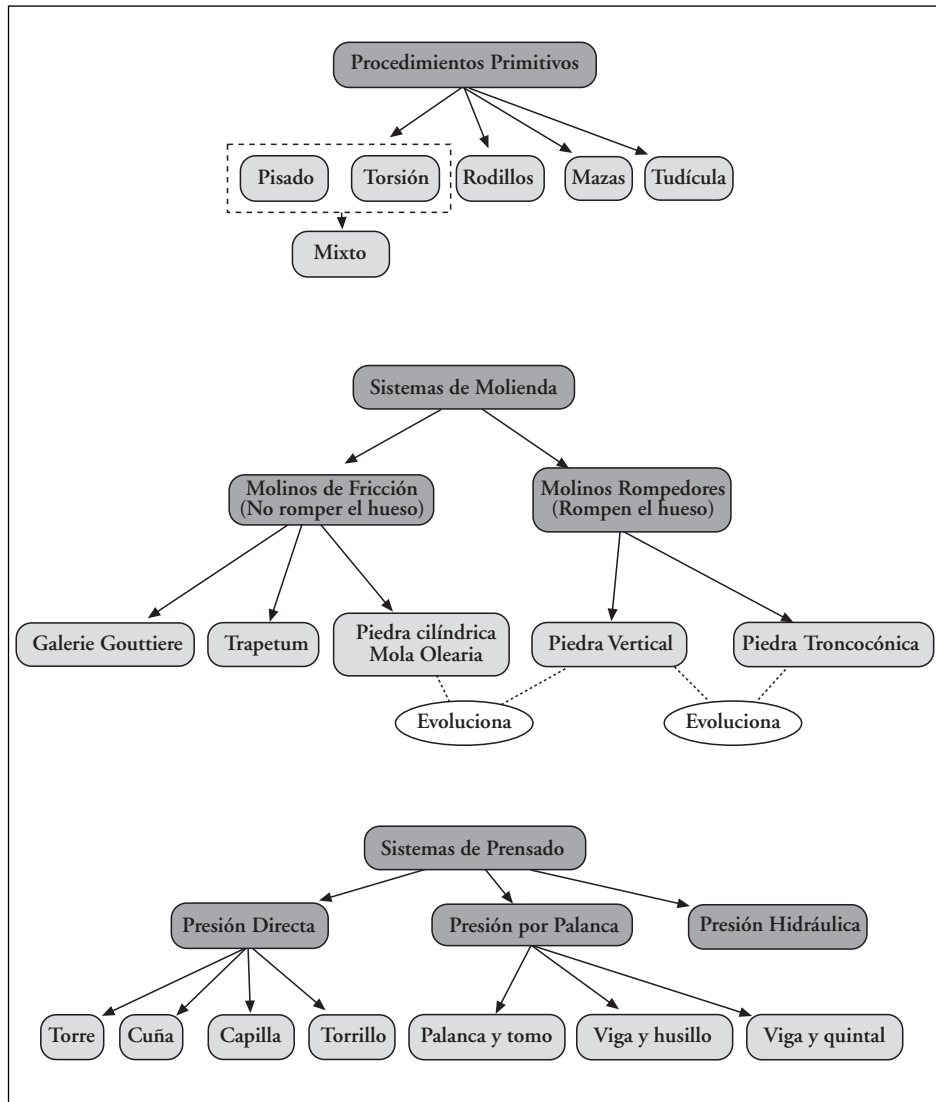 Procedimientos Primitivos
Pisado
Torsión
Rodillos
Mazas
Tudícula
Mixto
Sistemas de Molienda
Molinos de Fricción
(No romper el hueso)
Molinos Rompedores
(Rompen el hueso)
Galerie Gouttiere
Trapetum
Piedra cilíndrica
Mola Olearia
Piedra Vertical
Piedra Troncocónica
Evoluciona
Evoluciona
Sistemas de Prensado
Presión Directa
Presión por Palanca
Presión Hidráulica
Torre
Cuña
Capilla
Torrillo
Palanca y tomo
Viga y husillo
Viga y quintal